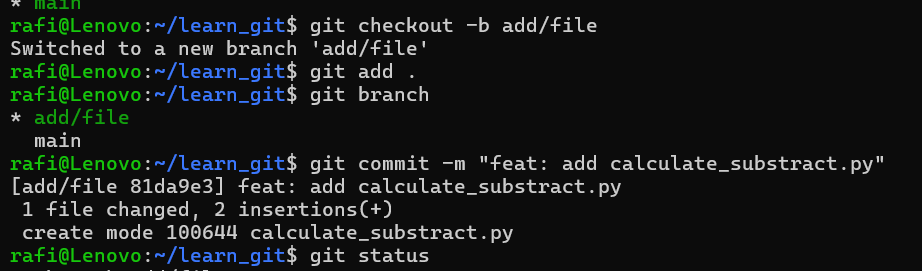 * main
rafi@Lenovo:~/learn_git$ git checkout -b add/file
Switched to a new branch 'add/file'
rafi@Lenovo:~/learn_git$ git add .
rafi@Lenovo:~/learn_git$ git branch
* add/file
  main
rafi@Lenovo:~/learn_git$ git commit -m "feat: add calculate_substract.py"
[add/file 81da9e3] feat: add calculate_substract.py
 1 file changed, 2 insertions(+)
 create mode 100644 calculate_substract.py
rafi@Lenovo:~/learn_git$ git status